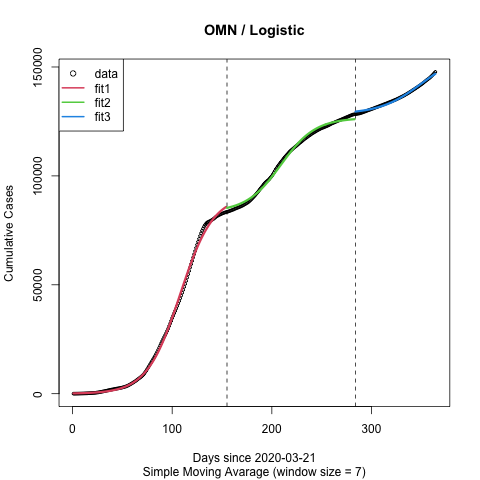 OMN / Logistic
data
fit1
fit2
fit3
Cumulative Cases
0
50000
100000
150000
0
100
200
300
Days since 2020-03-21
Simple Moving Avarage (window size = 7)